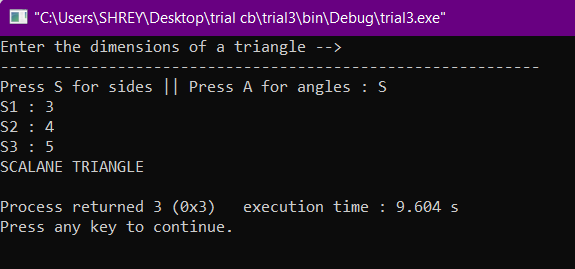 "C:\Users\SHREY\Desktop\trial cb\trial3\bin\Debug\trial3.exe"
Enter the dimensions of a triangle -->
------------------------------------------------------------
Press S for sides || Press A for angles : S
S1 : 3
S2 : 4
S3 : 5
SCALANE TRIANGLE
Process returned 3 (0x3)   execution time : 9.604 s
Press any key to continue.